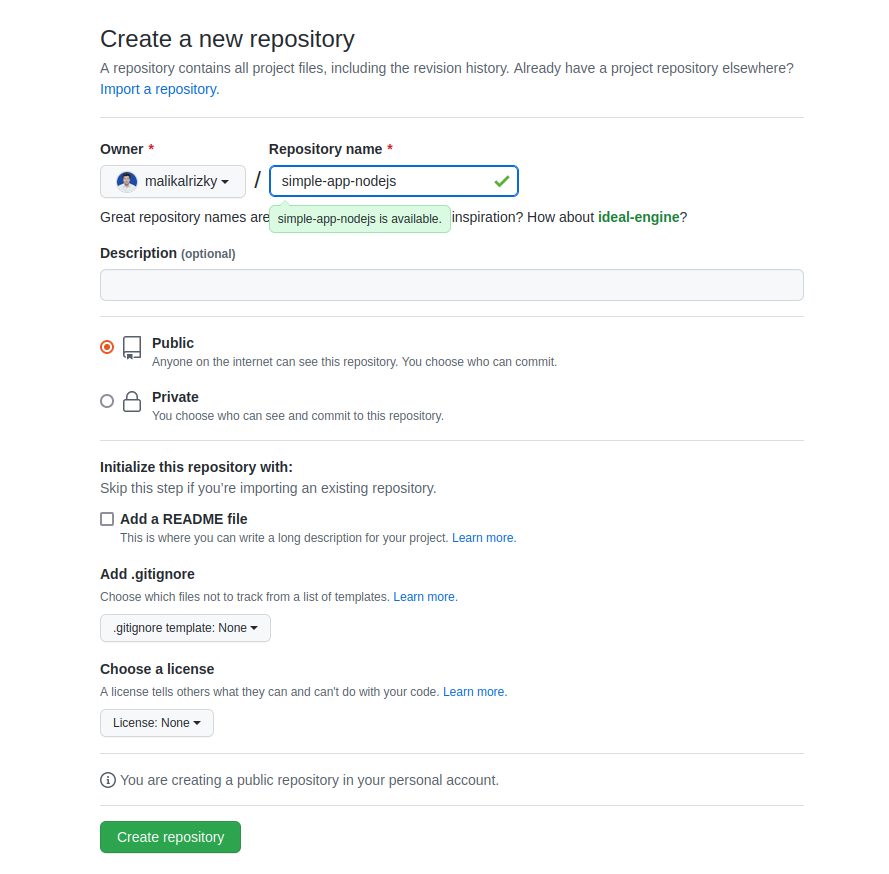 Create a new repository
A repository contains all project files, including the revision history. Already have a project repository elsewhere?
Import a repository.
Owner *
Repository name *
malikalrizky
/
simple-app-nodejs
Great repository names are
simple-app-nodejs is available.
inspiration? How about ideal-engine?
Description (optional)
Public
Anyone on the internet can see this repository. You choose who can commit.
Private
You choose who can see and commit to this repository.
Initialize this repository with:
Skip this step if you're importing an existing repository.
Add a README file
This is where you can write a long description for your project. Learn more.
Add .gitignore
Choose which files not to track from a list of templates. Learn more.
.gitignore template: None
Choose a license
A license tells others what they can and can't do with your code. Learn more.
License: None
You are creating a public repository in your personal account.
Create repository